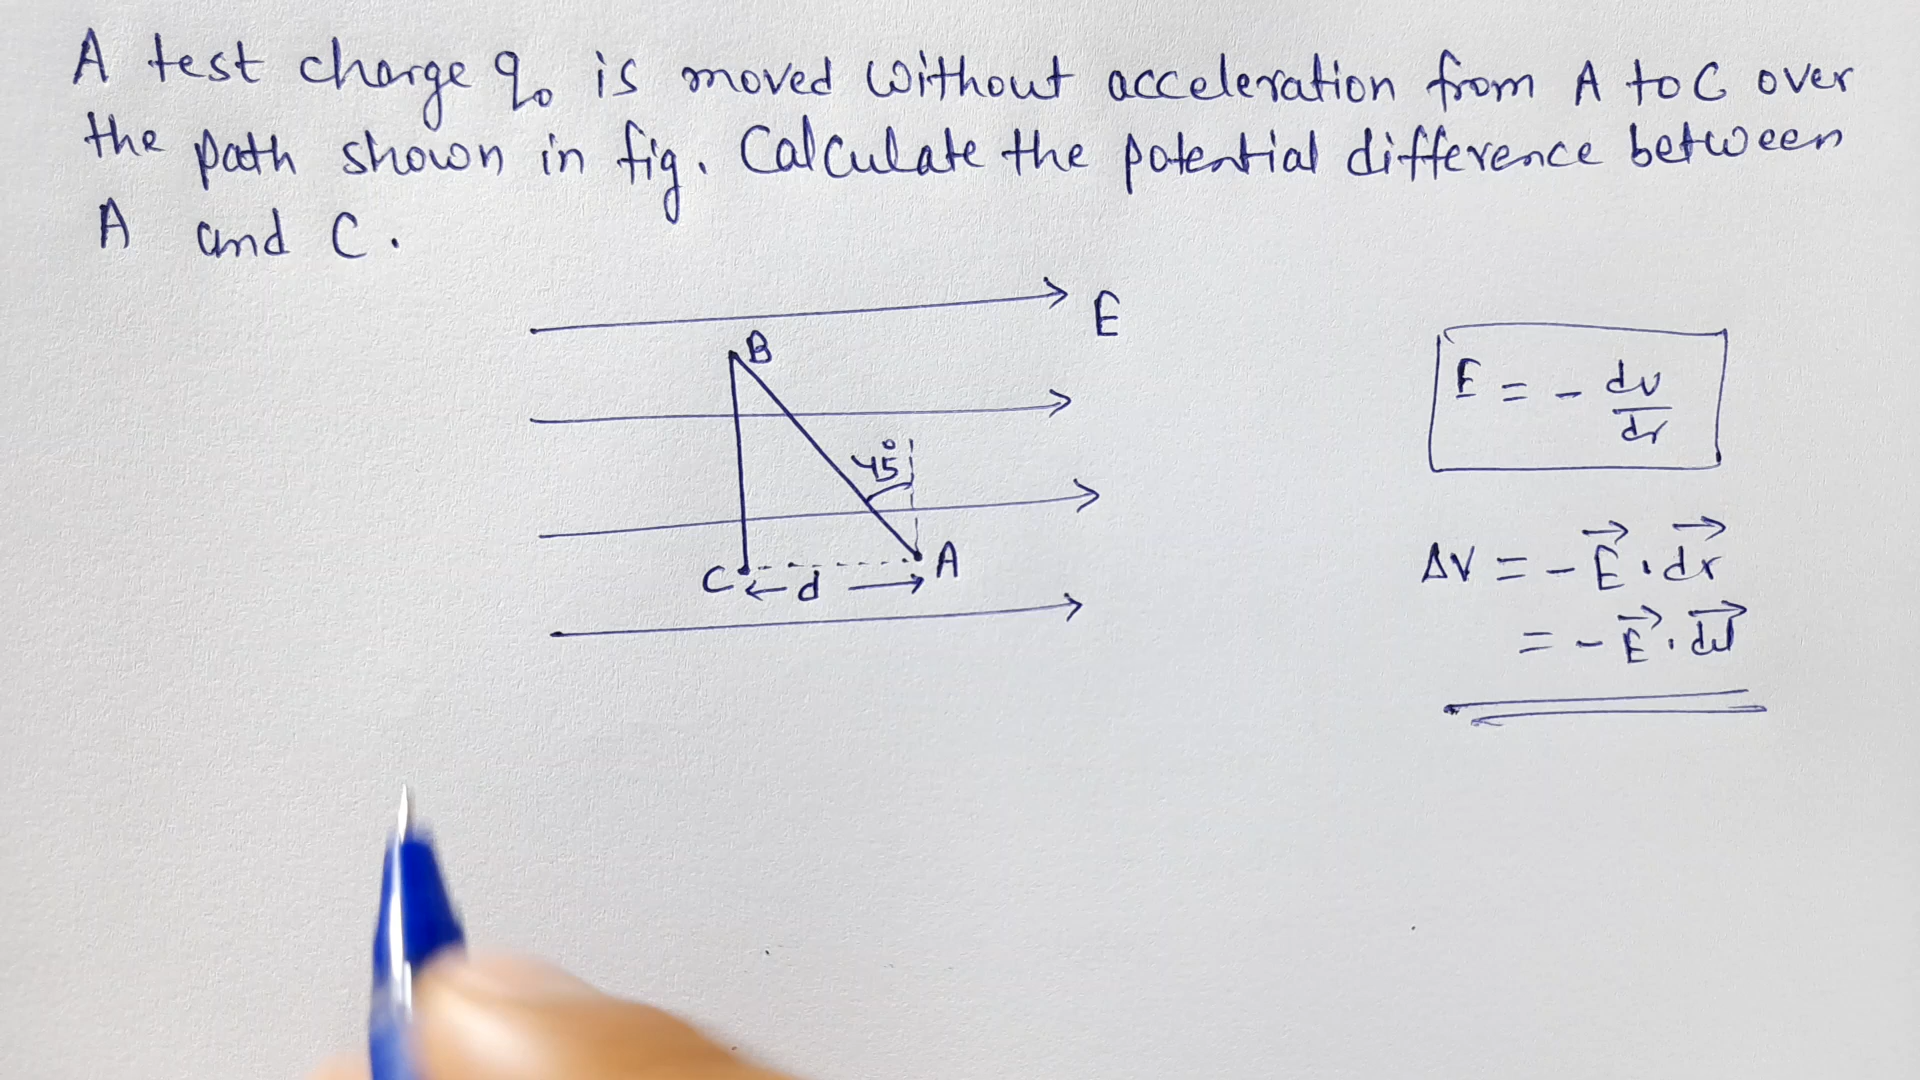 A test charge q₀ is moved without acceleration from A to C over
the path shown in fig. Calculate the potential difference between
A and C.
E
B
45°
C ← d → A
E = - dv/dr
ΔV = - E⃗ . dr⃗
= - E⃗ . dl⃗